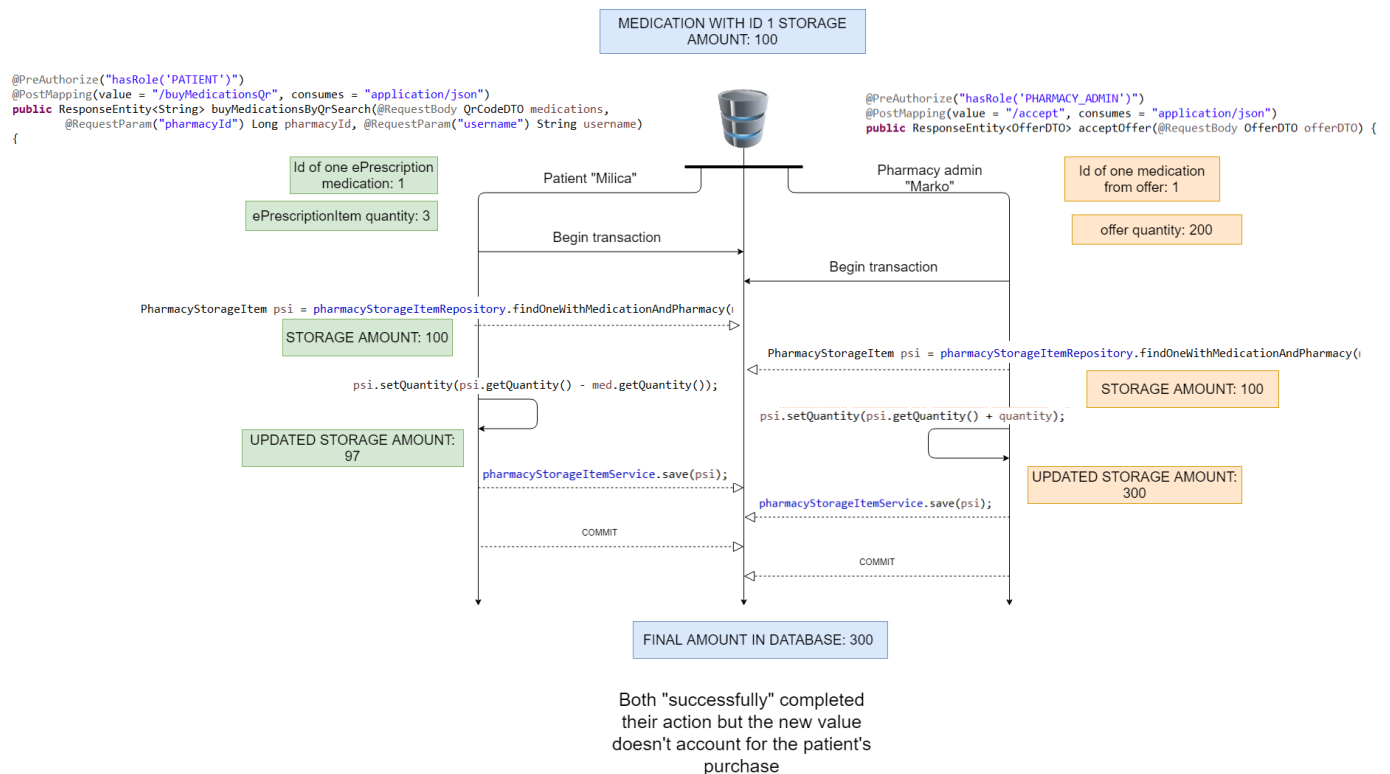 MEDICATION WITH ID 1 STORAGE
AMOUNT: 100
@PreAuthorize("hasRole('PATIENT')")
@PostMapping(value = "/buyMedicationsQr", consumes = "application/json")
public ResponseEntity<String> buyMedicationsByQrSearch(@RequestBody QrCodeDTO medications,
@RequestParam("pharmacyId") Long pharmacyId, @RequestParam("username") String username)
{
@PreAuthorize("hasRole('PHARMACY_ADMIN')")
@PostMapping(value = "/accept", consumes = "application/json")
public ResponseEntity<OfferDTO> acceptOffer(@RequestBody OfferDTO offerDTO) {
Id of one ePrescription
medication: 1
Patient "Milica"
Pharmacy admin
"Marko"
Id of one medication
from offer: 1
ePrescriptionItem quantity: 3
offer quantity: 200
Begin transaction
Begin transaction
PharmacyStorageItem psi = pharmacyStorageItemRepository.findOneWithMedicationAndPharmacy(
STORAGE AMOUNT: 100
PharmacyStorageItem psi = pharmacyStorageItemRepository.findOneWithMedicationAndPharmacy(
STORAGE AMOUNT: 100
psi.setQuantity(psi.getQuantity() - med.getQuantity());
psi.setQuantity(psi.getQuantity() + quantity);
UPDATED STORAGE AMOUNT:
97
pharmacyStorageItemService.save(psi);
UPDATED STORAGE AMOUNT:
300
pharmacyStorageItemService.save(psi);
COMMIT
COMMIT
FINAL AMOUNT IN DATABASE: 300
Both "successfully" completed
their action but the new value
doesn't account for the patient's
purchase